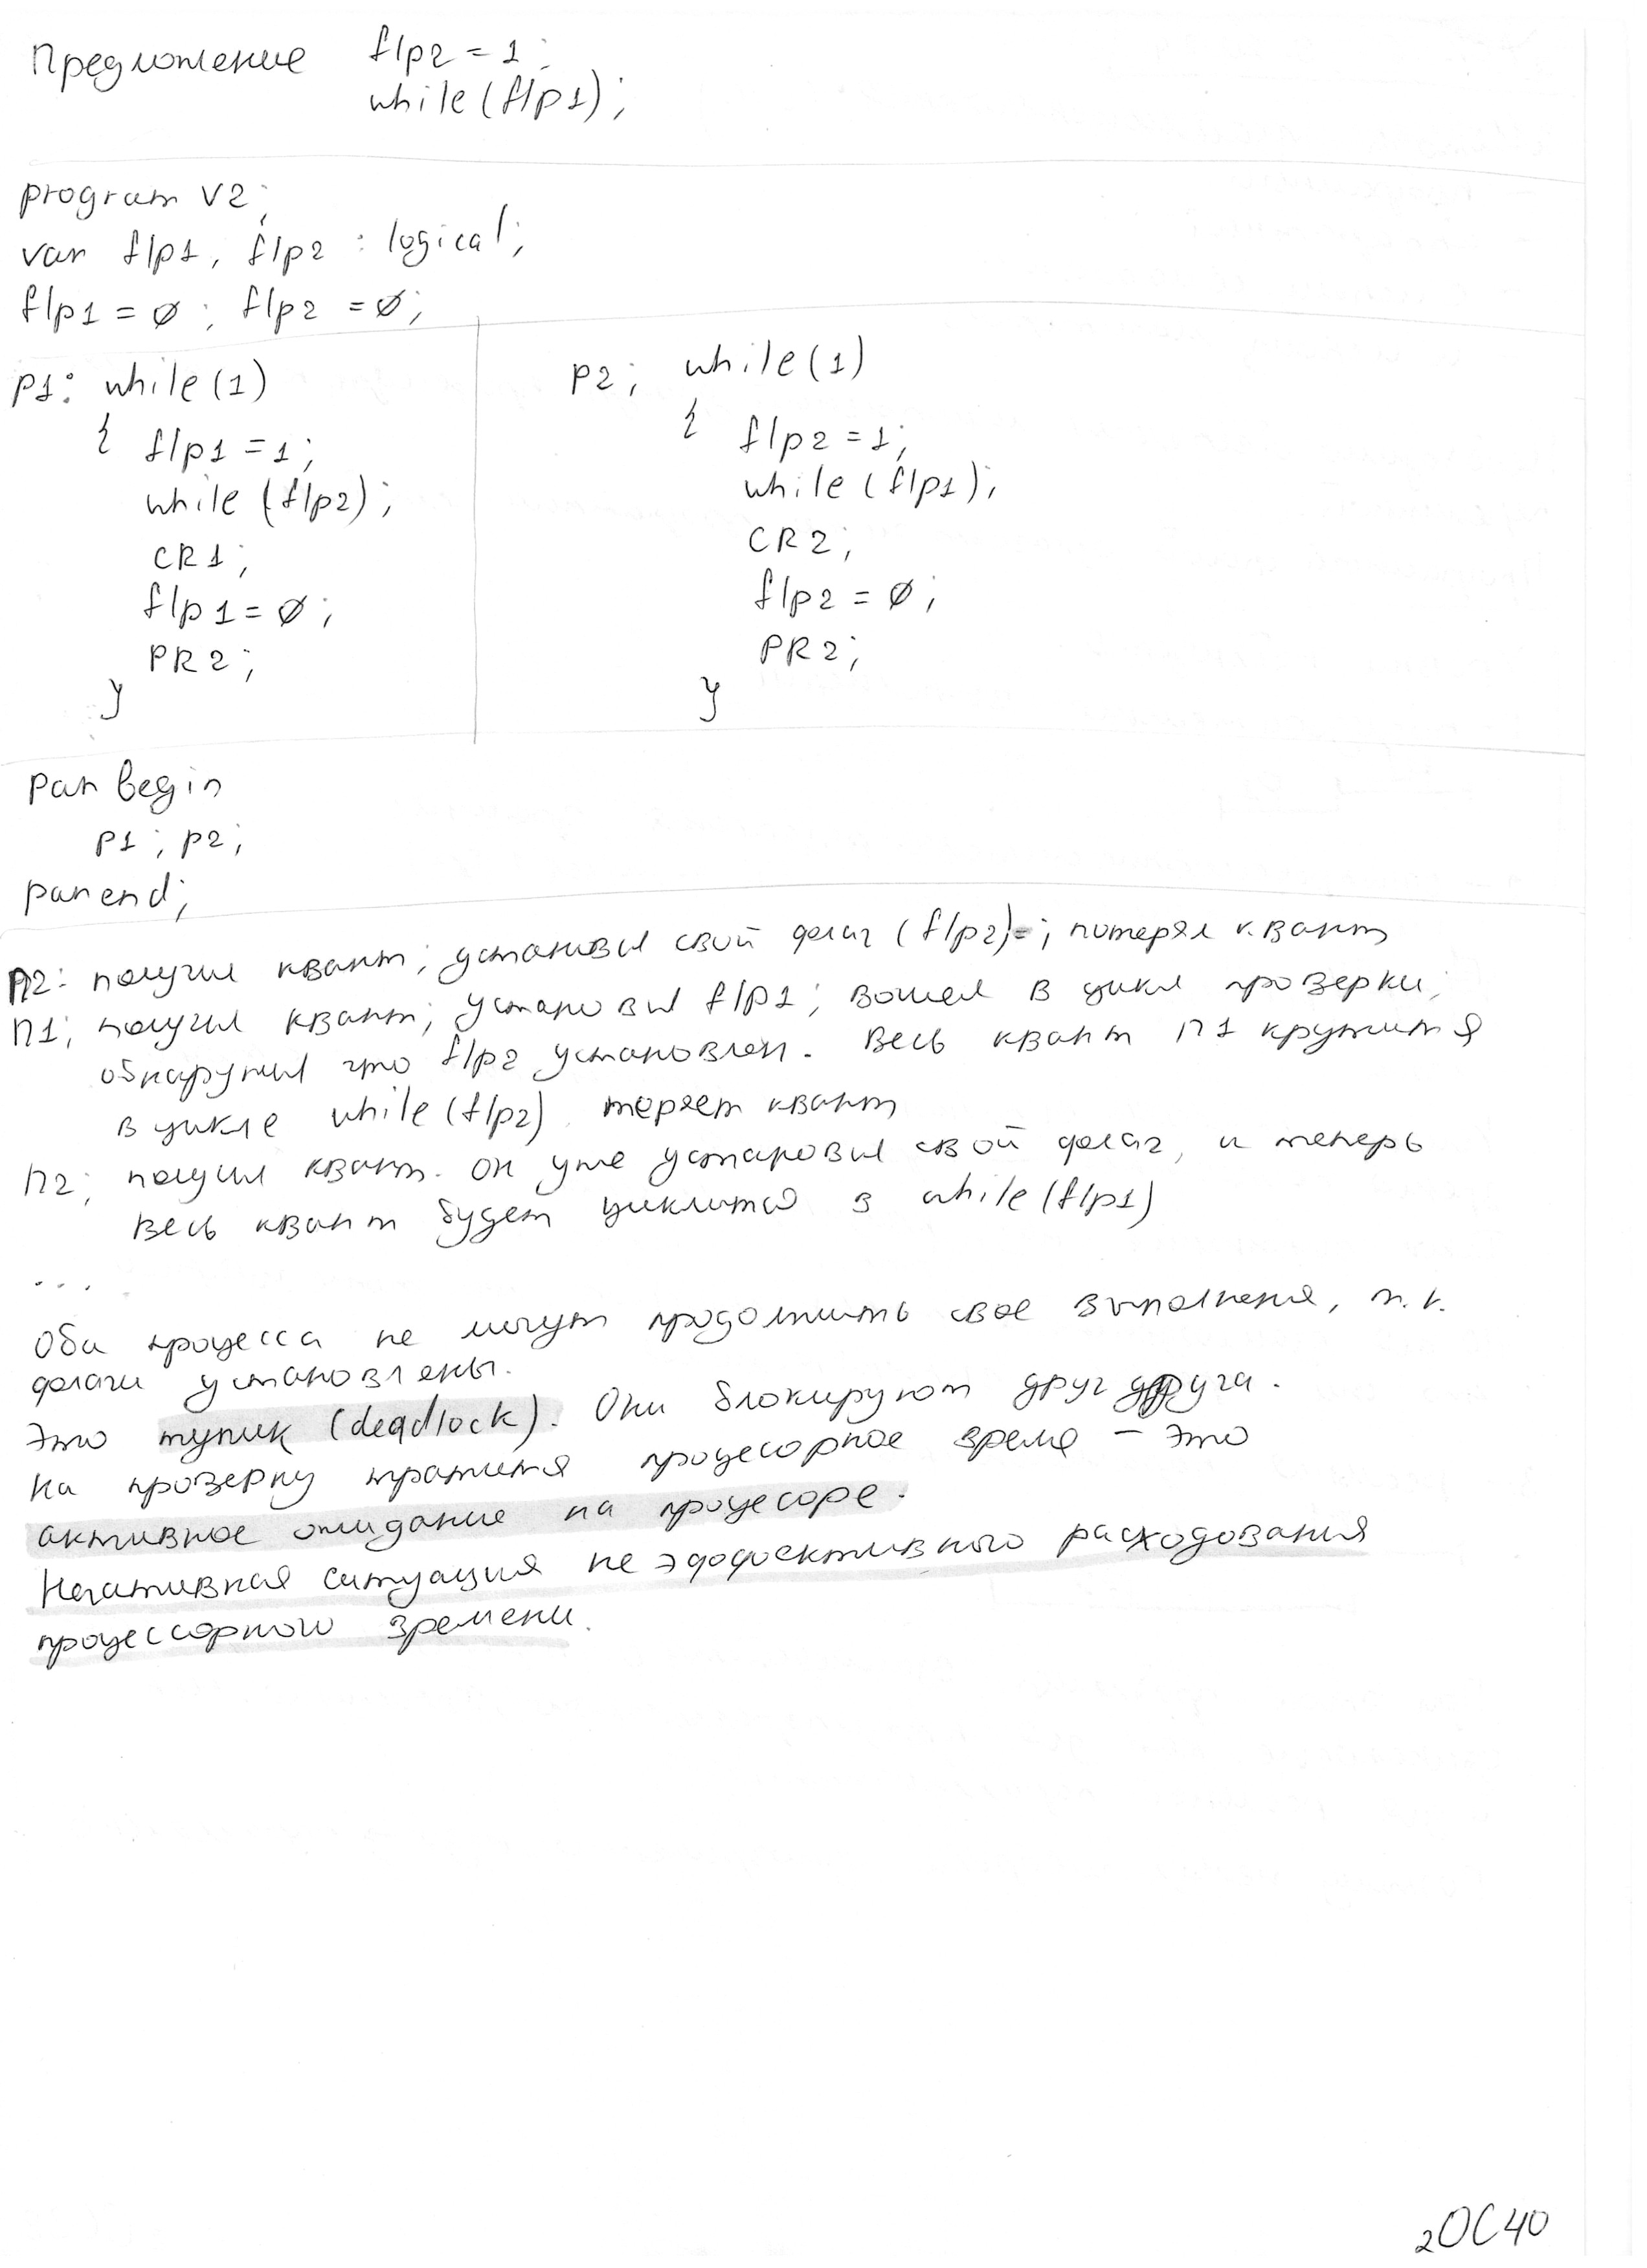 Предложение flp2 = 1;
while(flp1);
program v2;
var flp1, flp2 : logical;
flp1 = ∅; flp2 = ∅;
p1: while(1)
{ flp1 = 1;
while (flp2);
CR1;
flp1 = ∅;
PR2;
}
p2; while(1)
{ flp2 = 1;
while (flp1);
CR2;
flp2 = ∅;
PR2;
}
par begin
p1; p2;
parend;
П2: получил квант; установил свой флаг (flp2)=; потерял квант
П1; получил квант; установил flp1; вошел в цикл проверки;
обнаружил что flp2 установлен. Весь квант П1 крутится
в цикле while(flp2) теряет квант
П2; получил квант. Он уже установил свой флаг, и теперь
весь квант будет циклится в while(flp1)
...
Оба процесса не могут продолжить свое выполнения, т.к.
флаги установлены.
Это тупик (deadlock). Они блокируют друг друга.
На проверку тратится процесорное время – это
активное ожидание на процесоре.
Негативная ситуация неэффективного расходования
процессорного времени.
2ОС40